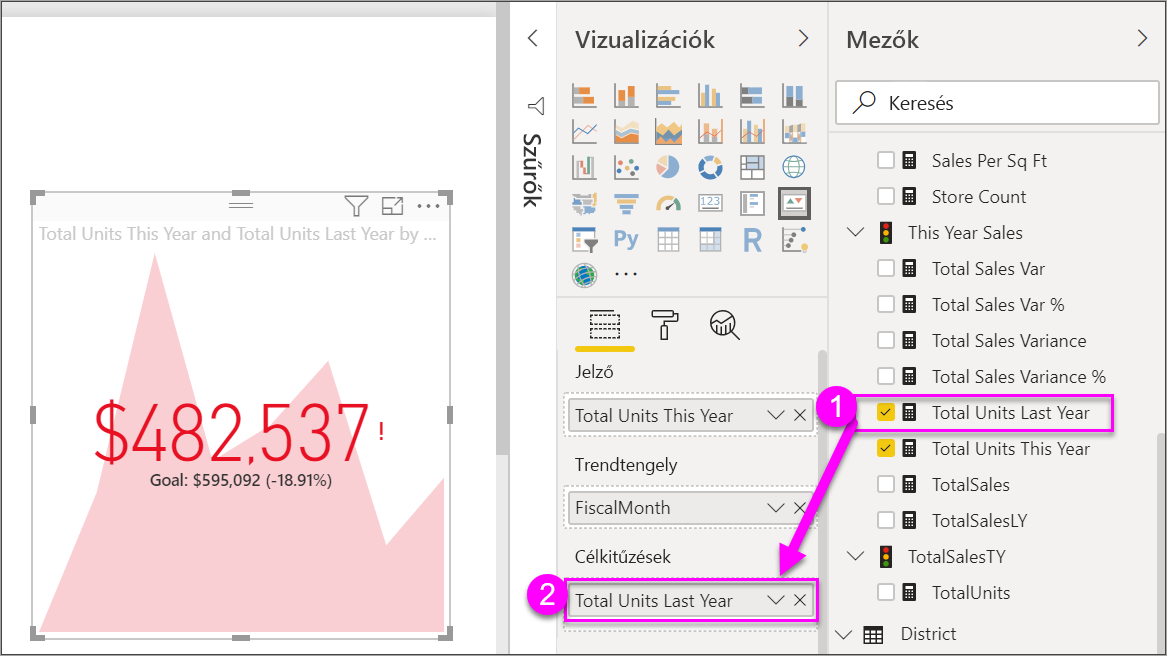 Total Units This Year and Total Units Last Year by ...
$482,537 !
Goal: $595,092 (-18.91%)
Szűrők
Vizualizációk
123
Py
R
Jelző
Total Units This Year
Trendtengely
FiscalMonth
Célkitűzések
2
Total Units Last Year
Mezők
Keresés
Sales Per Sq Ft
Store Count
This Year Sales
Total Sales Var
Total Sales Var %
Total Sales Variance
Total Sales Variance %
1
Total Units Last Year
Total Units This Year
TotalSales
TotalSalesLY
TotalSalesTY
TotalUnits
District